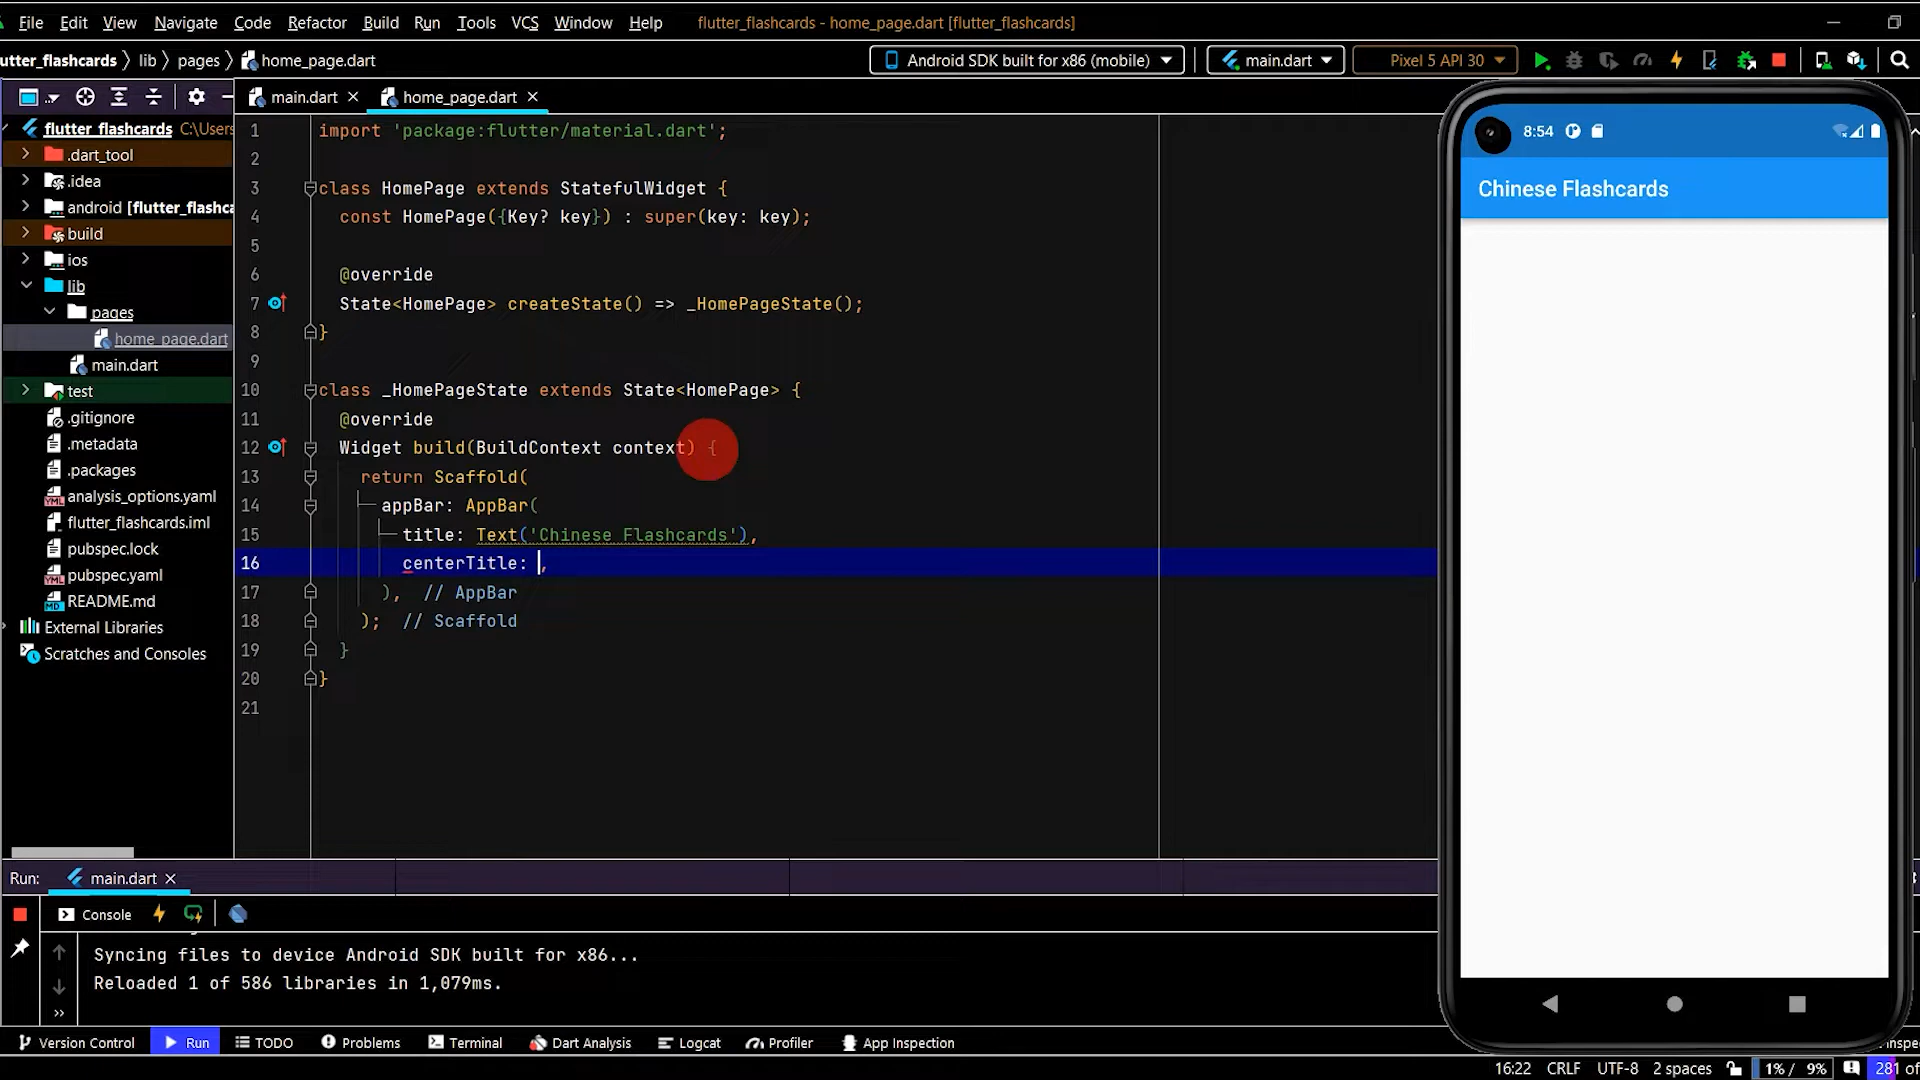 File Edit View Navigate Code Refactor Build Run Tools VCS Window Help flutter_flashcards - home_page.dart [flutter_flashcards]
utter_flashcards lib pages home_page.dart Android SDK built for x86 (mobile) main.dart Pixel 5 API 30
main.dart home_page.dart
flutter_flashcards C:\Users
.dart_tool
.idea
android [flutter_flashca
build
ios
lib
pages
home_page.dart
main.dart
test
.gitignore
.metadata
.packages
analysis_options.yaml
flutter_flashcards.iml
pubspec.lock
pubspec.yaml
README.md
External Libraries
Scratches and Consoles
1 import 'package:flutter/material.dart';
2
3 class HomePage extends StatefulWidget {
4 const HomePage({Key? key}) : super(key: key);
5
6 @override
7 State<HomePage> createState() => _HomePageState();
8 }
9
10 class _HomePageState extends State<HomePage> {
11 @override
12 Widget build(BuildContext context) {
13 return Scaffold(
14 appBar: AppBar(
15 title: Text('Chinese Flashcards'),
16 centerTitle: ,
17 ), // AppBar
18 ); // Scaffold
19 }
20 }
21
8:54
Chinese Flashcards
Run: main.dart
Console
Syncing files to device Android SDK built for x86...
Reloaded 1 of 586 libraries in 1,079ms.
Version Control Run TODO Problems Terminal Dart Analysis Logcat Profiler App Inspection
16:22 CRLF UTF-8 2 spaces 1% / 9% 281 of